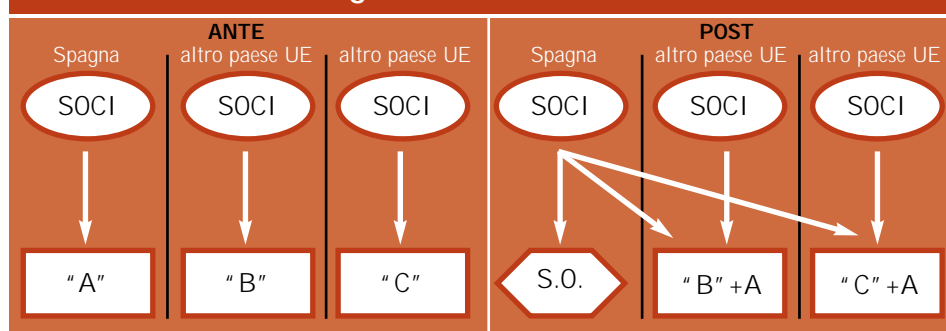 ANTE
Spagna altro paese UE altro paese UE
SOCI SOCI SOCI
"A" "B" "C"
POST
Spagna altro paese UE altro paese UE
SOCI SOCI SOCI
S.O. "B"+A "C"+A